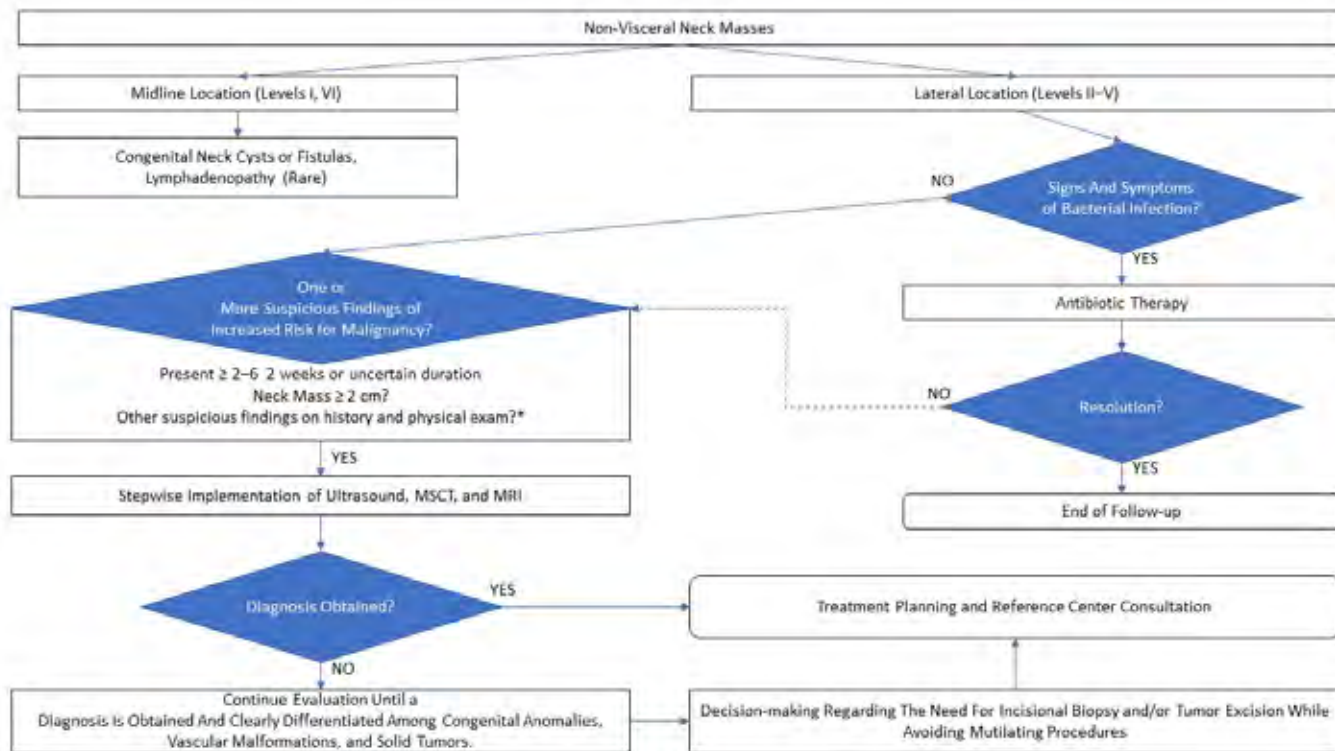 Non-Visceral Neck Masses
Midline Location (Levels I, VI)
Lateral Location (Levels II–V)
Congenital Neck Cysts or Fistulas,
Lymphadenopathy (Rare)
NO
Signs And Symptoms
of Bacterial Infection?
YES
One or
More Suspicious Findings of
Increased Risk for Malignancy?
Antibiotic Therapy
Present ≥ 2–6 2 weeks or uncertain duration
Neck Mass ≥ 2 cm?
Other suspicious findings on history and physical exam?*
NO
Resolution?
YES
YES
Stepwise Implementation of Ultrasound, MSCT, and MRI
End of Follow-up
Diagnosis Obtained?
YES
Treatment Planning and Reference Center Consultation
NO
Continue Evaluation Until a
Diagnosis Is Obtained And Clearly Differentiated Among Congenital Anomalies,
Vascular Malformations, and Solid Tumors.
Decision-making Regarding The Need For Incisional Biopsy and/or Tumor Excision While
Avoiding Mutilating Procedures